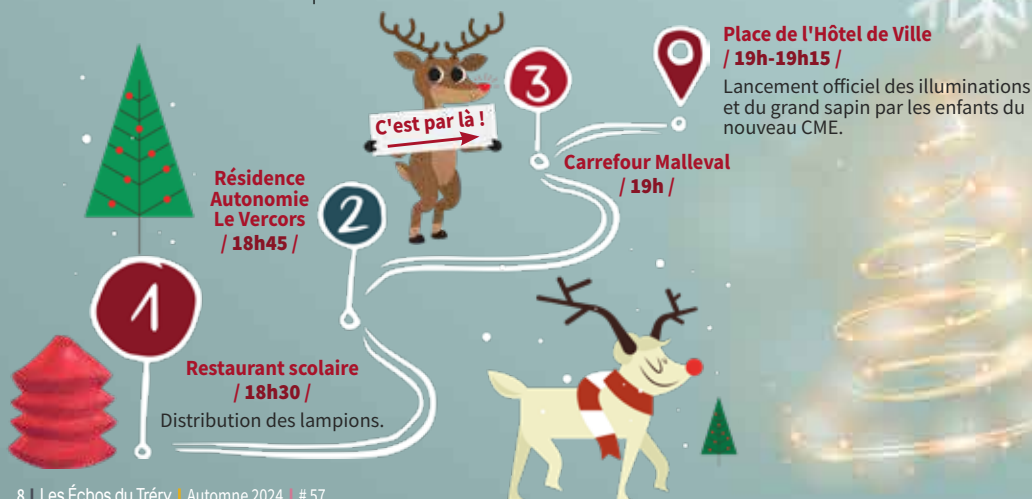 1
Restaurant scolaire
/ 18h30 /
Distribution des lampions.
2
Résidence
Autonomie
Le Vercors
/ 18h45 /
C'est par là !
3
Carrefour Malleval
/ 19h /
Place de l'Hôtel de Ville
/ 19h-19h15 /
Lancement officiel des illuminations
et du grand sapin par les enfants du
nouveau CME.
8 | Les Échos du Tréry | Automne 2024 | # 57